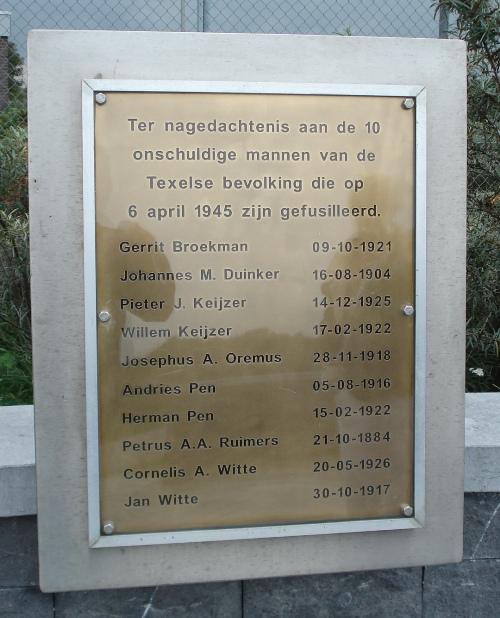 Ter nagedachtenis aan de 10
onschuldige mannen van de
Texelse bevolking die op
6 april 1945 zijn gefusilleerd.
Gerrit Broekman 09-10-1921
Johannes M. Duinker 16-08-1904
Pieter J. Keijzer 14-12-1925
Willem Keijzer 17-02-1922
Josephus A. Oremus 28-11-1918
Andries Pen 05-08-1916
Herman Pen 15-02-1922
Petrus A.A. Ruimers 21-10-1884
Cornelis A. Witte 20-05-1926
Jan Witte 30-10-1917